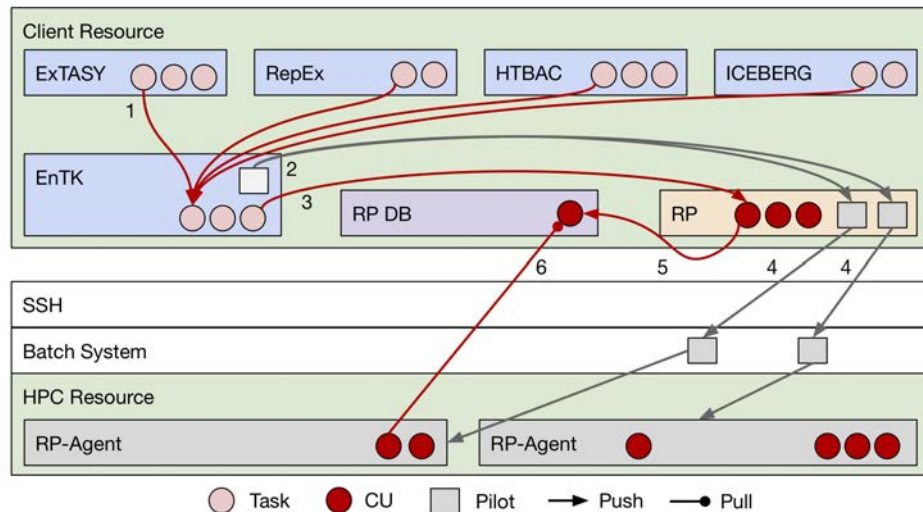 Client Resource
ExTASY
RepEx
HTBAC
ICEBERG
1
EnTK
2
3
RP DB
RP
6
5
4
4
SSH
Batch System
HPC Resource
RP-Agent
RP-Agent
Task
CU
Pilot
Push
Pull